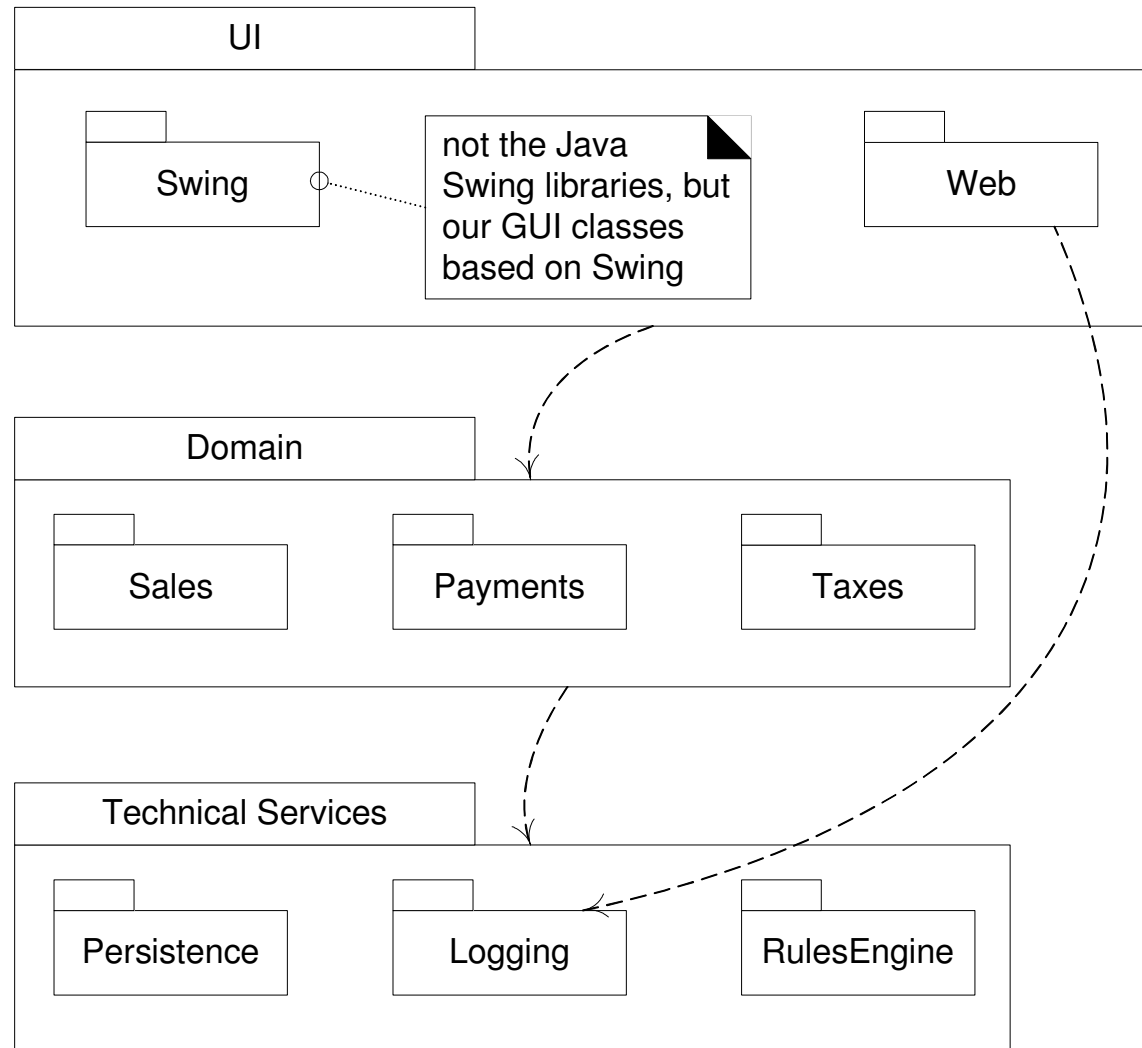 UI
Swing
not the Java
Swing libraries, but
our GUI classes
based on Swing
Web
Domain
Sales
Payments
Taxes
Technical Services
Persistence
Logging
RulesEngine